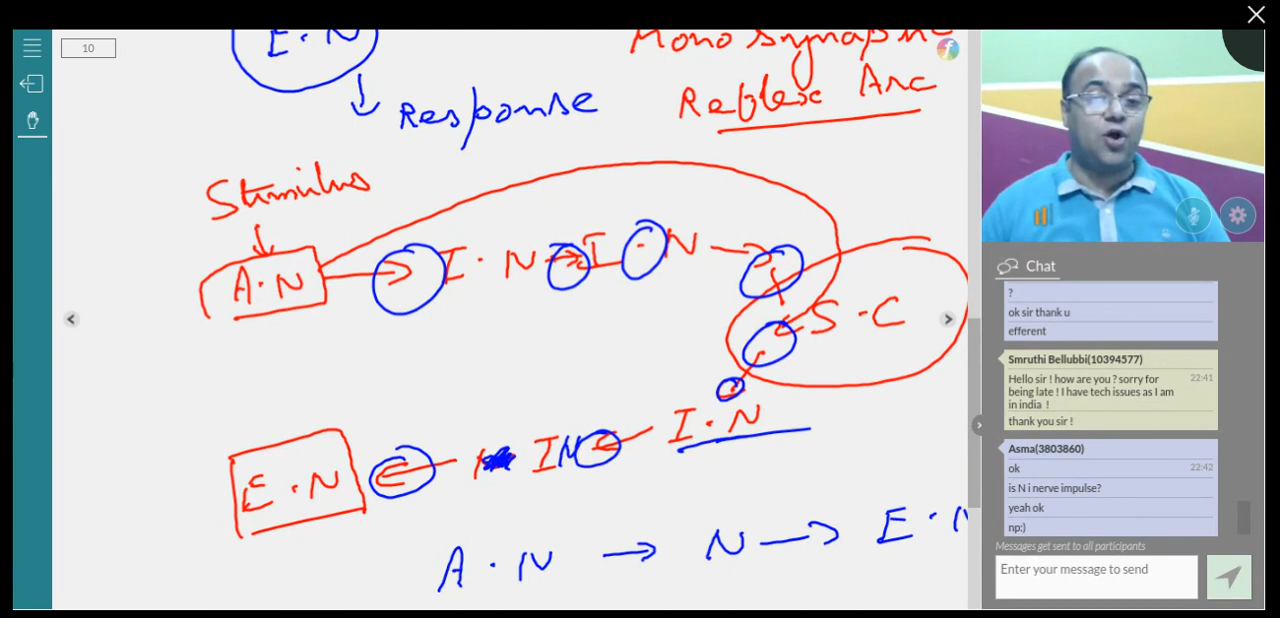 10
E. N
Mono synaptic
Reflex Arc
Response
Stimulus
A.N
I. N
I. N
S.C
I.N
IN
E.N
A.N → N → E.N
Chat
?
ok sir thank u
efferent
Smruthi Bellubbi(10394577)
Hello sir ! how are you ? sorry for
being late ! I have tech issues as I am
in india !
22:41
thank you sir !
Asma(3803860)
ok
22:42
is N i nerve impulse?
yeah ok
np:)
Messages get sent to all participants
Enter your message to send